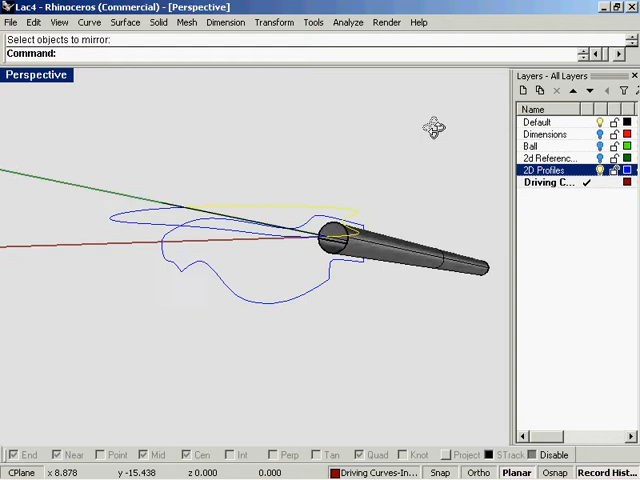 Lac4 - Rhinoceros (Commercial) - [Perspective]
File Edit View Curve Surface Solid Mesh Dimension Transform Tools Analyze Render Help
Select objects to mirror:
Command:
Perspective
Layers - All Layers
Name
Default
Dimensions
Ball
2d Referenc...
2D Profiles
Driving C...
End Near Point Mid Cen Int Perp Tan Quad Knot Project STrack Disable
CPlane x 8.878 y -15.438 z 0.000 0.000 Driving Curves-In... Snap Ortho Planar Osnap Record Hist...